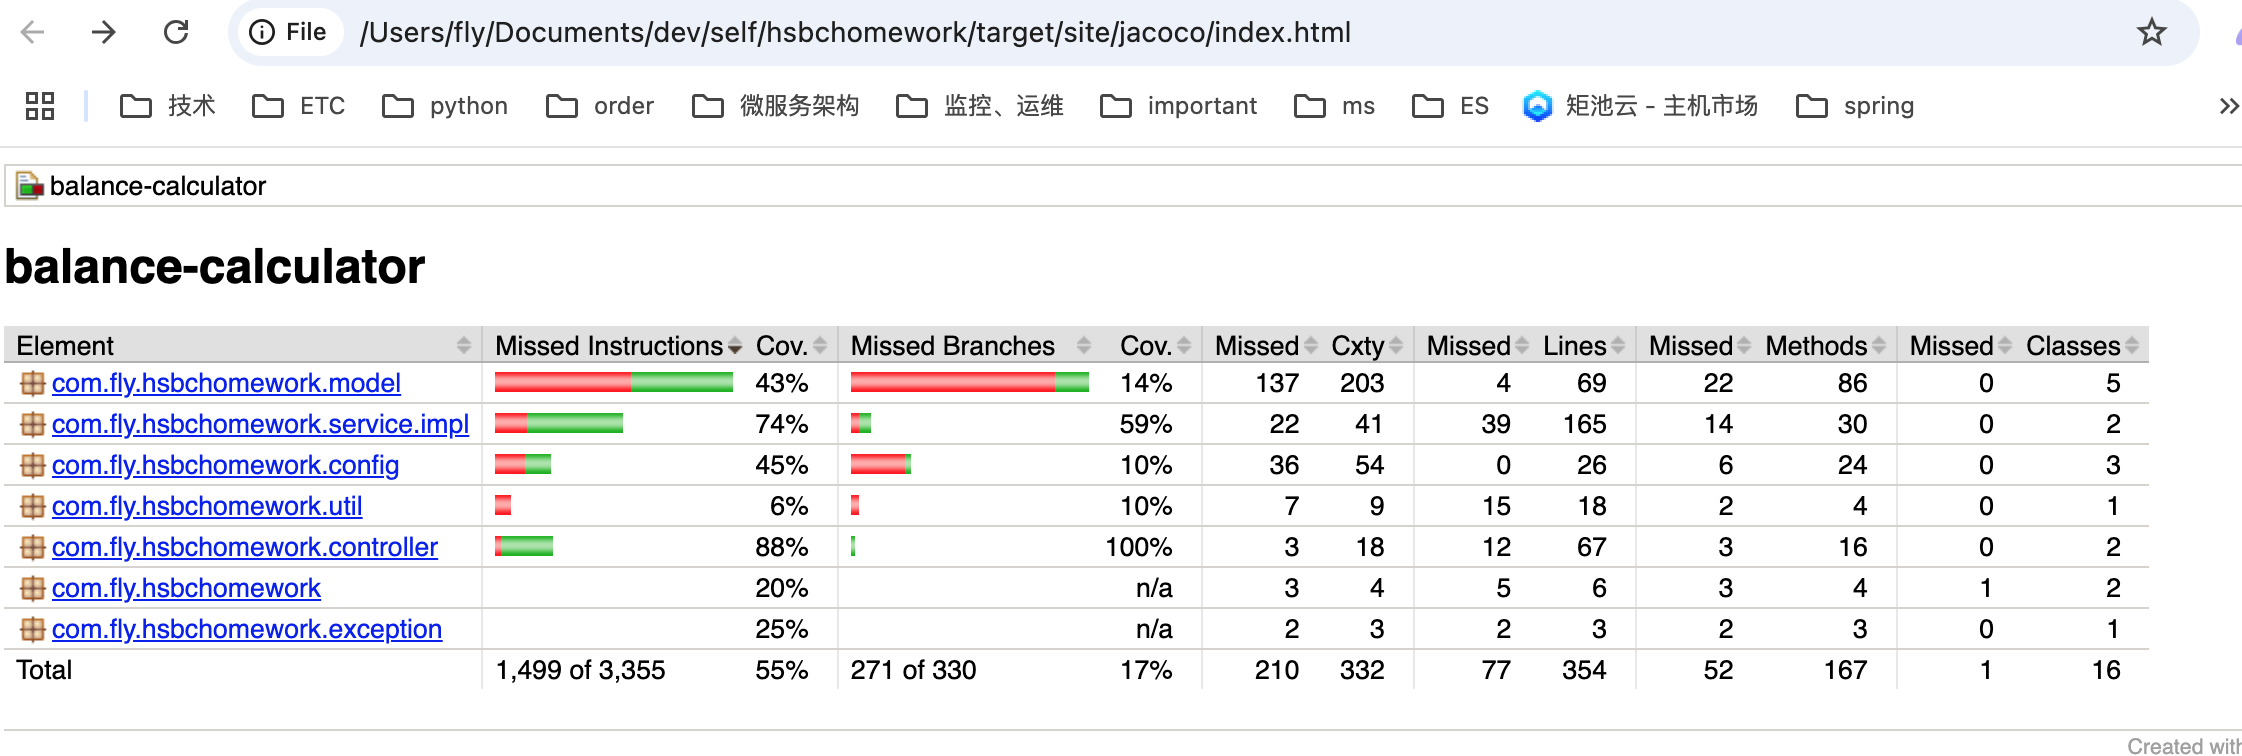 File /Users/fly/Documents/dev/self/hsbchomework/target/site/jacoco/index.html
技术 ETC python order 微服务架构 监控、运维 important ms ES 矩池云 - 主机市场 spring
balance-calculator
balance-calculator
Element Missed Instructions Cov. Missed Branches Cov. Missed Cxty Missed Lines Missed Methods Missed Classes
com.fly.hsbchomework.model 43% 14% 137 203 4 69 22 86 0 5
com.fly.hsbchomework.service.impl 74% 59% 22 41 39 165 14 30 0 2
com.fly.hsbchomework.config 45% 10% 36 54 0 26 6 24 0 3
com.fly.hsbchomework.util 6% 10% 7 9 15 18 2 4 0 1
com.fly.hsbchomework.controller 88% 100% 3 18 12 67 3 16 0 2
com.fly.hsbchomework 20% n/a 3 4 5 6 3 4 1 2
com.fly.hsbchomework.exception 25% n/a 2 3 2 3 2 3 0 1
Total 1,499 of 3,355 55% 271 of 330 17% 210 332 77 354 52 167 1 16
Created with